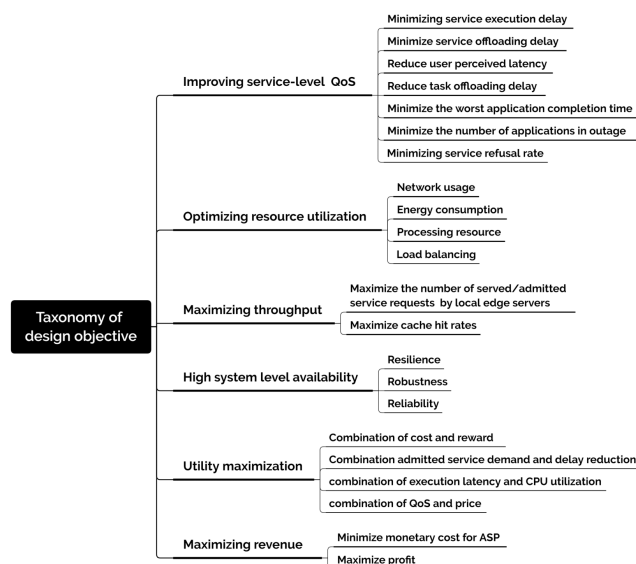 Taxonomy of
design objective
Improving service-level QoS
Minimizing service execution delay
Minimize service offloading delay
Reduce user perceived latency
Reduce task offloading delay
Minimize the worst application completion time
Minimize the number of applications in outage
Minimizing service refusal rate
Optimizing resource utilization
Network usage
Energy consumption
Processing resource
Load balancing
Maximizing throughput
Maximize the number of served/admitted
service requests by local edge servers
Maximize cache hit rates
High system level availability
Resilience
Robustness
Reliability
Utility maximization
Combination of cost and reward
Combination admitted service demand and delay reduction
combination of execution latency and CPU utilization
combination of QoS and price
Maximizing revenue
Minimize monetary cost for ASP
Maximize profit